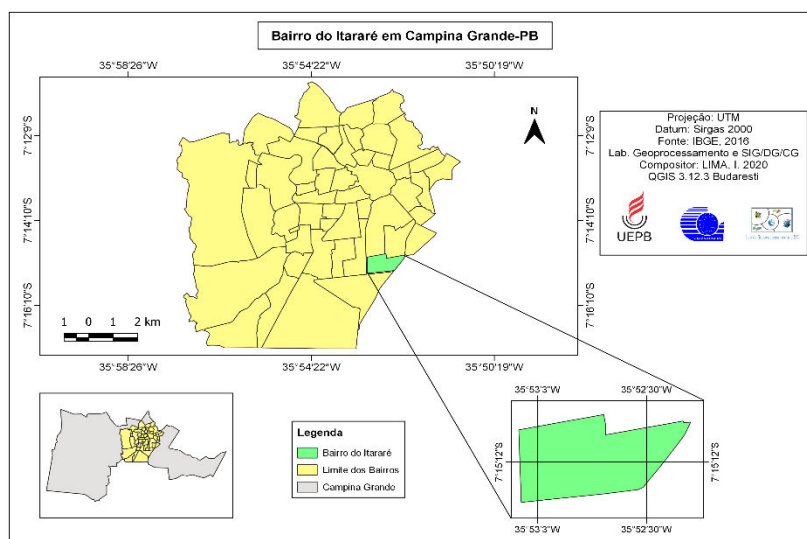 Bairro do Itararé em Campina Grande-PB
35°58'26"W
35°54'22"W
35°50'19"W
7°12'9"S
7°14'10"S
7°16'10"S
N
7°12'9"S
7°14'10"S
7°16'10"S
1 0 1 2 km
35°58'26"W
35°54'22"W
35°50'19"W
Projeção: UTM
Datum: Sirgas 2000
Fonte: IBGE, 2016
Lab. Geoprocessamento e SIG/DG/CG
Compositor: LIMA, I. 2020
QGIS 3.12.3 Budaresti
UEPB
Legenda
Bairro do Itararé
Limite dos Bairros
Campina Grande
35°53'3"W
35°52'30"W
7°15'12"S
7°15'12"S
35°53'3"W
35°52'30"W